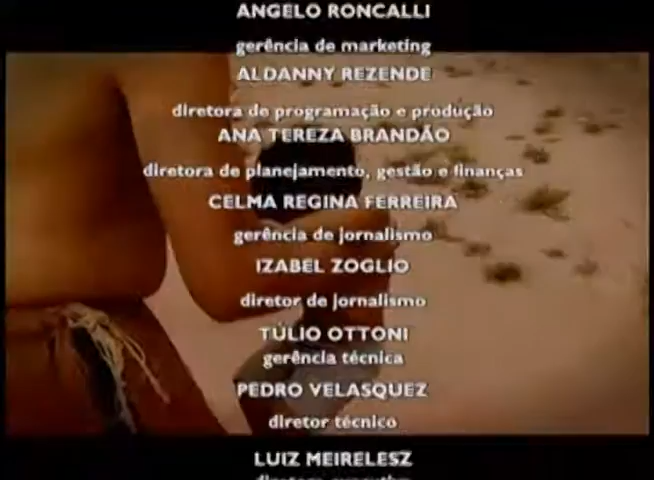 ANGELO RONCALLI
gerência de marketing
ALDANNY REZENDE
diretora de programação e produção
ANA TEREZA BRANDÃO
diretora de planejamento, gestão e finanças
CELMA REGINA FERREIRA
gerência de jornalismo
IZABEL ZOGLIO
diretor de jornalismo
TÚLIO OTTONI
gerência técnica
PEDRO VELASQUEZ
diretor técnico
LUIZ MEIRELESZ